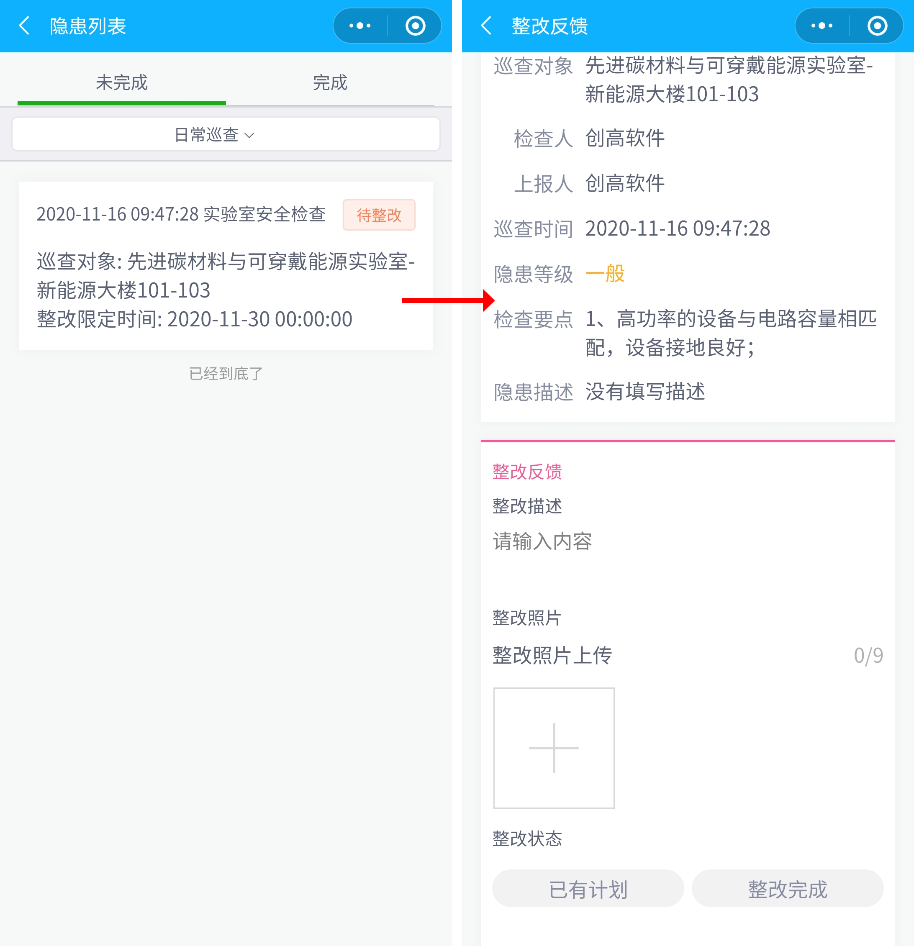 隐患列表
未完成
完成
日常巡查
2020-11-16 09:47:28 实验室安全检查
待整改
巡查对象: 先进碳材料与可穿戴能源实验室-
新能源大楼101-103
整改限定时间: 2020-11-30 00:00:00
已经到底了
整改反馈
巡查对象 先进碳材料与可穿戴能源实验室-
新能源大楼101-103
检查人 创高软件
上报人 创高软件
巡查时间 2020-11-16 09:47:28
隐患等级 一般
检查要点 1、高功率的设备与电路容量相匹
配，设备接地良好；
隐患描述 没有填写描述
整改反馈
整改描述
请输入内容
整改照片
整改照片上传 0/9
整改状态
已有计划 整改完成